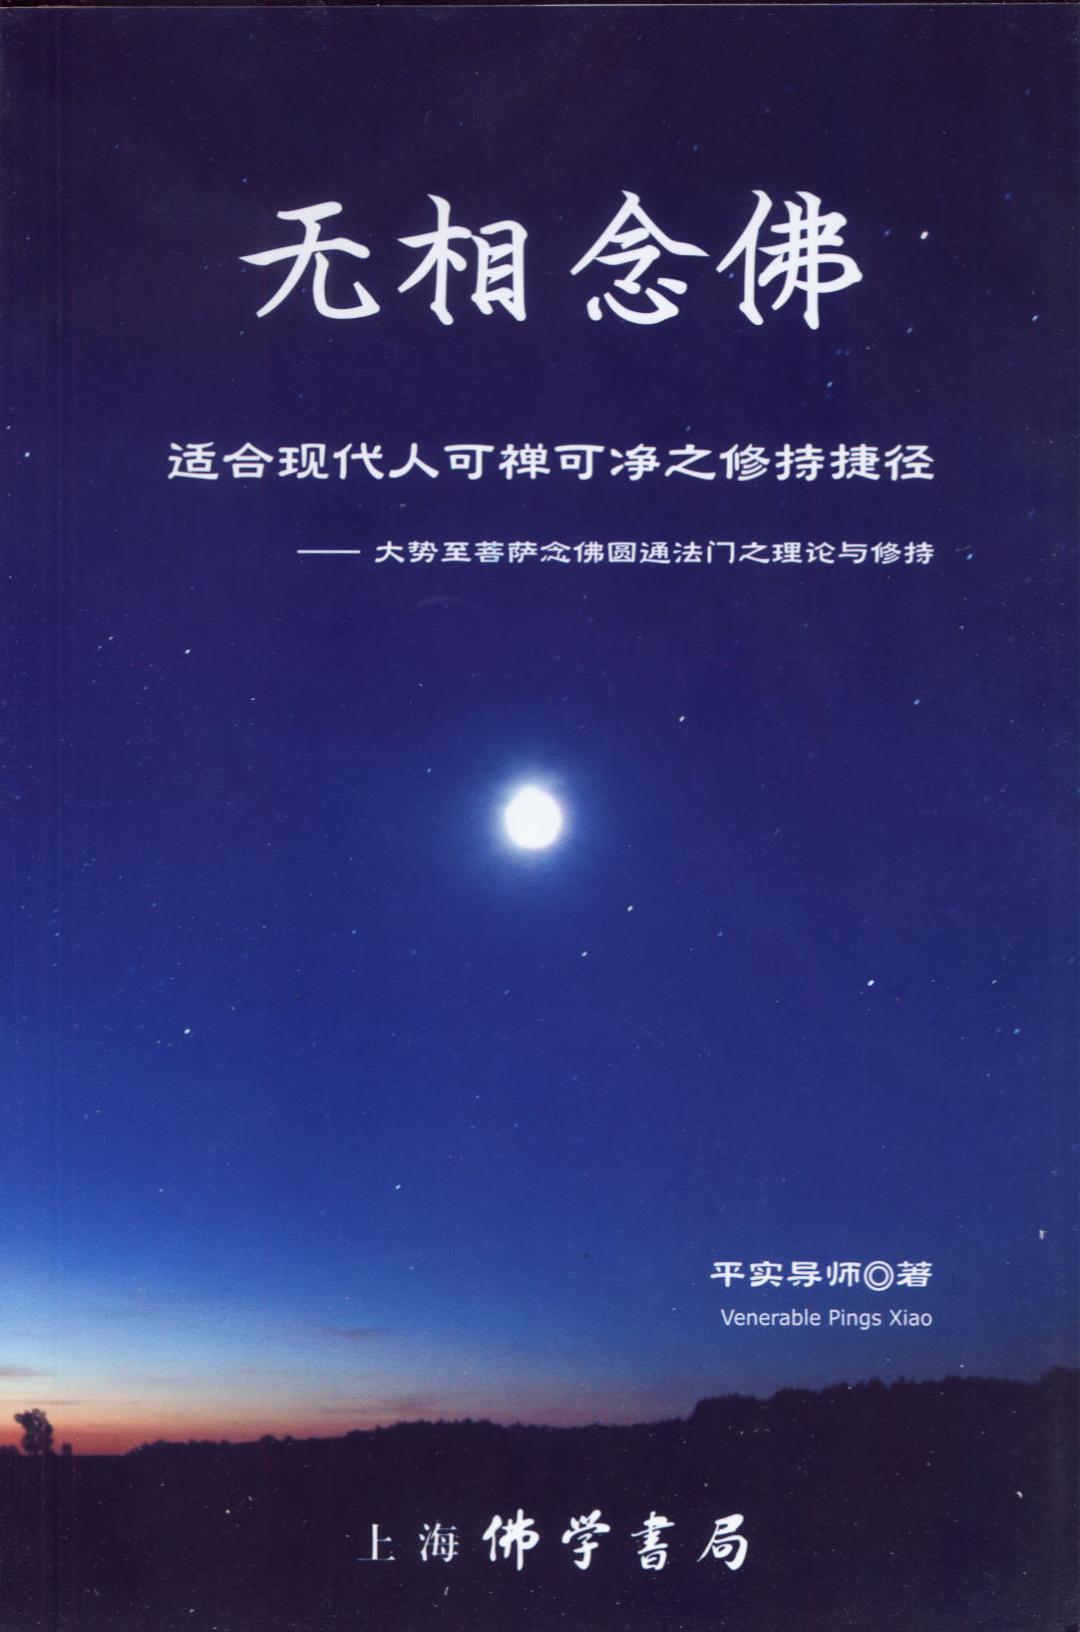 无相念佛
适合现代人可禅可净之修持捷径
—— 大势至菩萨念佛圆通法门之理论与修持
平实导师◎著
Venerable Pings Xiao
上海佛学書局